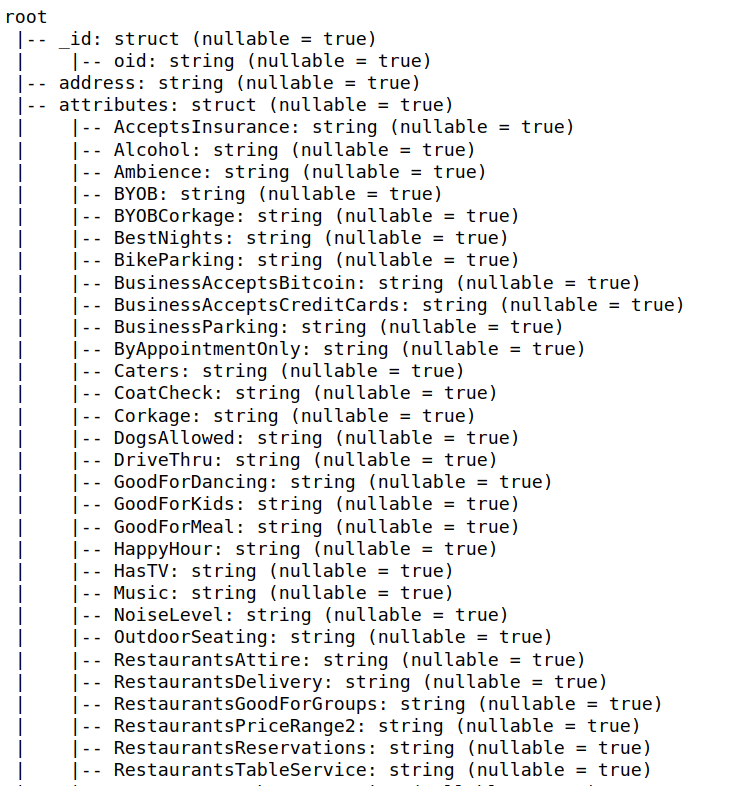 root
 |-- _id: struct (nullable = true)
 |    |-- oid: string (nullable = true)
 |-- address: string (nullable = true)
 |-- attributes: struct (nullable = true)
 |    |-- AcceptsInsurance: string (nullable = true)
 |    |-- Alcohol: string (nullable = true)
 |    |-- Ambience: string (nullable = true)
 |    |-- BYOB: string (nullable = true)
 |    |-- BYOBCorkage: string (nullable = true)
 |    |-- BestNights: string (nullable = true)
 |    |-- BikeParking: string (nullable = true)
 |    |-- BusinessAcceptsBitcoin: string (nullable = true)
 |    |-- BusinessAcceptsCreditCards: string (nullable = true)
 |    |-- BusinessParking: string (nullable = true)
 |    |-- ByAppointmentOnly: string (nullable = true)
 |    |-- Caters: string (nullable = true)
 |    |-- CoatCheck: string (nullable = true)
 |    |-- Corkage: string (nullable = true)
 |    |-- DogsAllowed: string (nullable = true)
 |    |-- DriveThru: string (nullable = true)
 |    |-- GoodForDancing: string (nullable = true)
 |    |-- GoodForKids: string (nullable = true)
 |    |-- GoodForMeal: string (nullable = true)
 |    |-- HappyHour: string (nullable = true)
 |    |-- HasTV: string (nullable = true)
 |    |-- Music: string (nullable = true)
 |    |-- NoiseLevel: string (nullable = true)
 |    |-- OutdoorSeating: string (nullable = true)
 |    |-- RestaurantsAttire: string (nullable = true)
 |    |-- RestaurantsDelivery: string (nullable = true)
 |    |-- RestaurantsGoodForGroups: string (nullable = true)
 |    |-- RestaurantsPriceRange2: string (nullable = true)
 |    |-- RestaurantsReservations: string (nullable = true)
 |    |-- RestaurantsTableService: string (nullable = true)